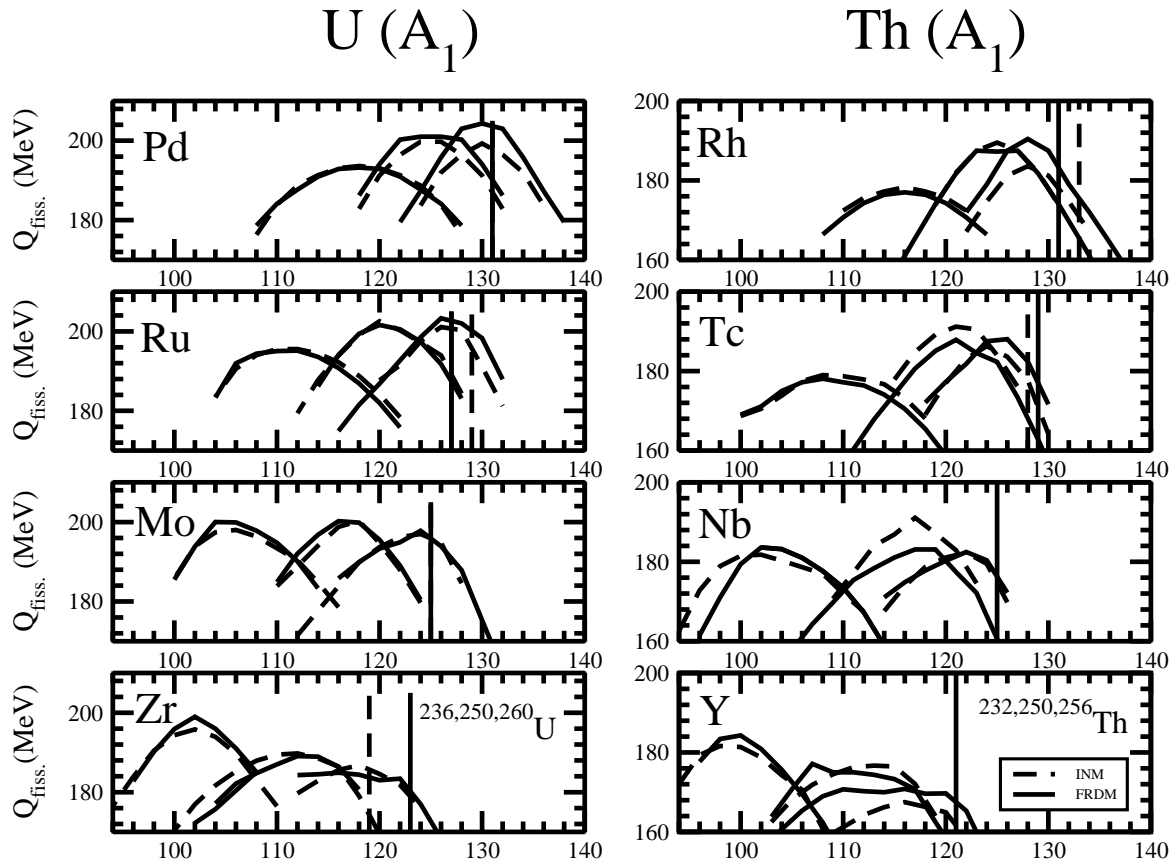 U (A1) Th (A1)
Q fiss. (MeV) 200 180 Pd 100 110 120 130 140
200 180 160 Rh 100 110 120 130 140
Q fiss. (MeV) 200 180 Ru 100 110 120 130 140
200 180 160 Tc 100 110 120 130 140
Q fiss. (MeV) 200 180 Mo 100 110 120 130 140
200 180 160 Nb 100 110 120 130 140
Q fiss. (MeV) 200 180 Zr 236,250,260U 100 110 120 130 140
200 180 160 Y 232,250,256Th 100 110 120 130 140
INM
FRDM